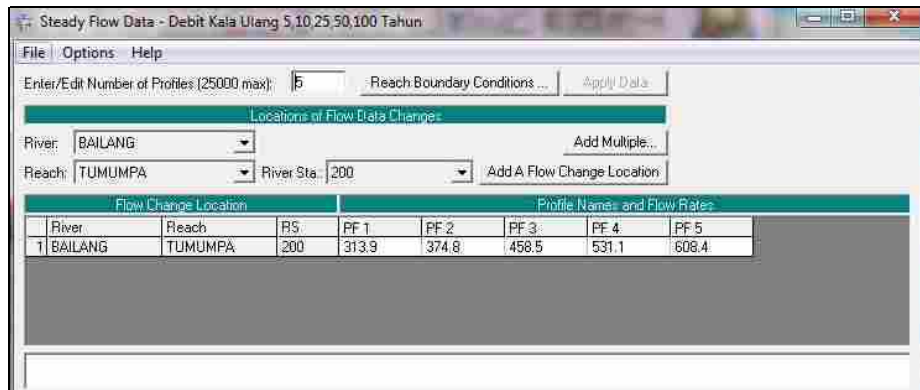 Steady Flow Data - Debit Kala Ulang 5,10,25,50,100 Tahun
File Options Help
Enter/Edit Number of Profiles (25000 max): 5 Reach Boundary Conditions ... Apply Data
Locations of Flow Data Changes
River: BAILANG Add Multiple...
Reach: TUMUMPA River Sta.: 200 Add A Flow Change Location
Flow Change Location Profile Names and Flow Rates
River Reach RS PF 1 PF 2 PF 3 PF 4 PF 5
1 BAILANG TUMUMPA 200 313.9 374.8 458.5 531.1 608.4